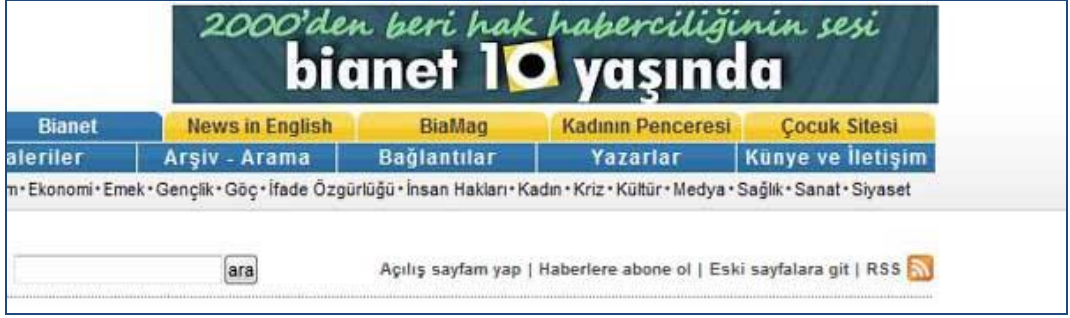 2000'den beri hak haberciliğinin sesi
bianet 10 yaşında
Bianet News in English BiaMag Kadının Penceresi Çocuk Sitesi
aleriler Arşiv - Arama Bağlantılar Yazarlar Künye ve İletişim
m • Ekonomi • Emek • Gençlik • Göç • İfade Özgürlüğü • İnsan Hakları • Kadın • Kriz • Kültür • Medya • Sağlık • Sanat • Siyaset
ara Açılış sayfam yap | Haberlere abone ol | Eski sayfalara git | RSS